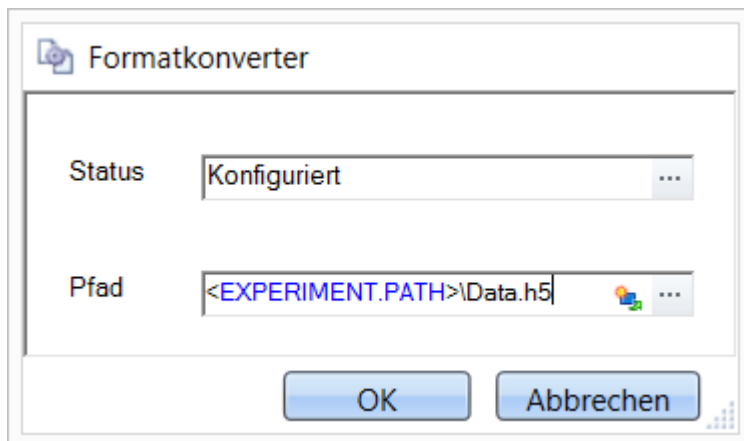 Formatkonverter
Status Konfiguriert ...
Pfad <EXPERIMENT.PATH>\Data.h5 ...
OK Abbrechen